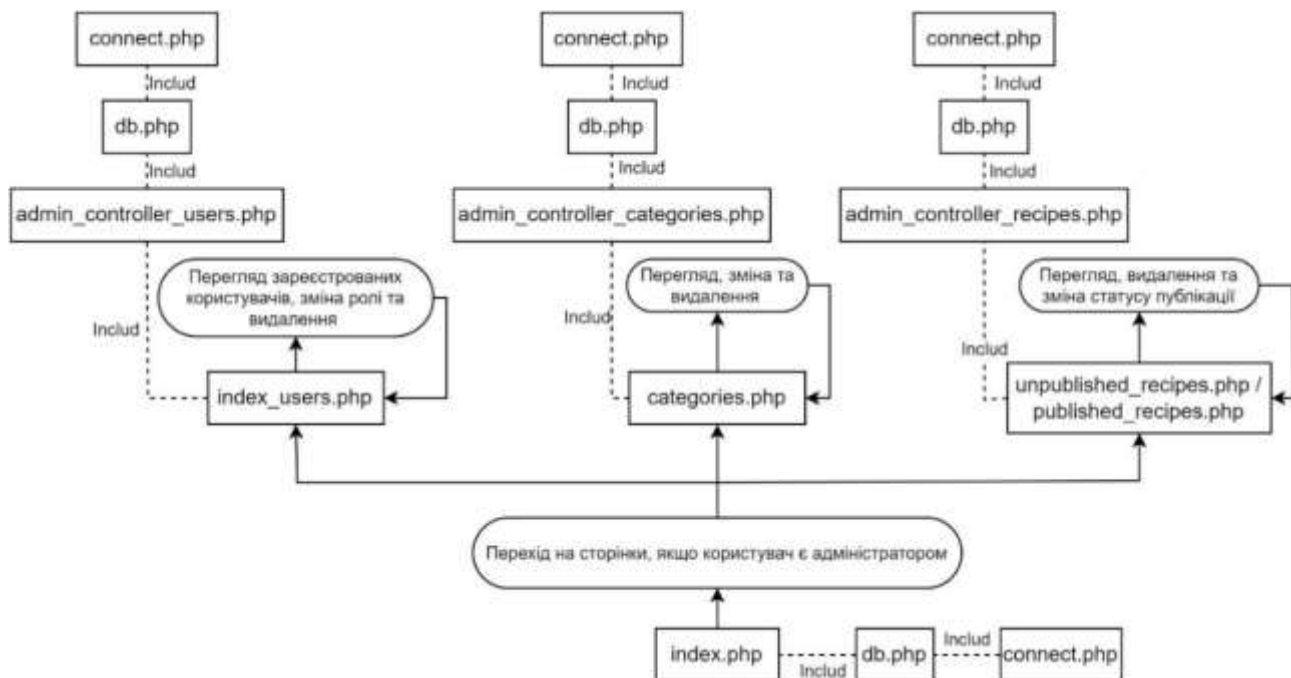 connect.php
connect.php
connect.php
Includ
Includ
Includ
db.php
db.php
db.php
Includ
Includ
Includ
admin_controller_users.php
admin_controller_categories.php
admin_controller_recipes.php
Перегляд зареєстрованих
користувачів, зміна ролі та
видалення
Перегляд, зміна та
видалення
Перегляд, видалення та
зміна статусу публікації
Includ
Includ
Includ
index_users.php
categories.php
unpublished_recipes.php /
published_recipes.php
Перехід на сторінки, якщо користувач є адміністратором
index.php
Includ
db.php
Includ
connect.php